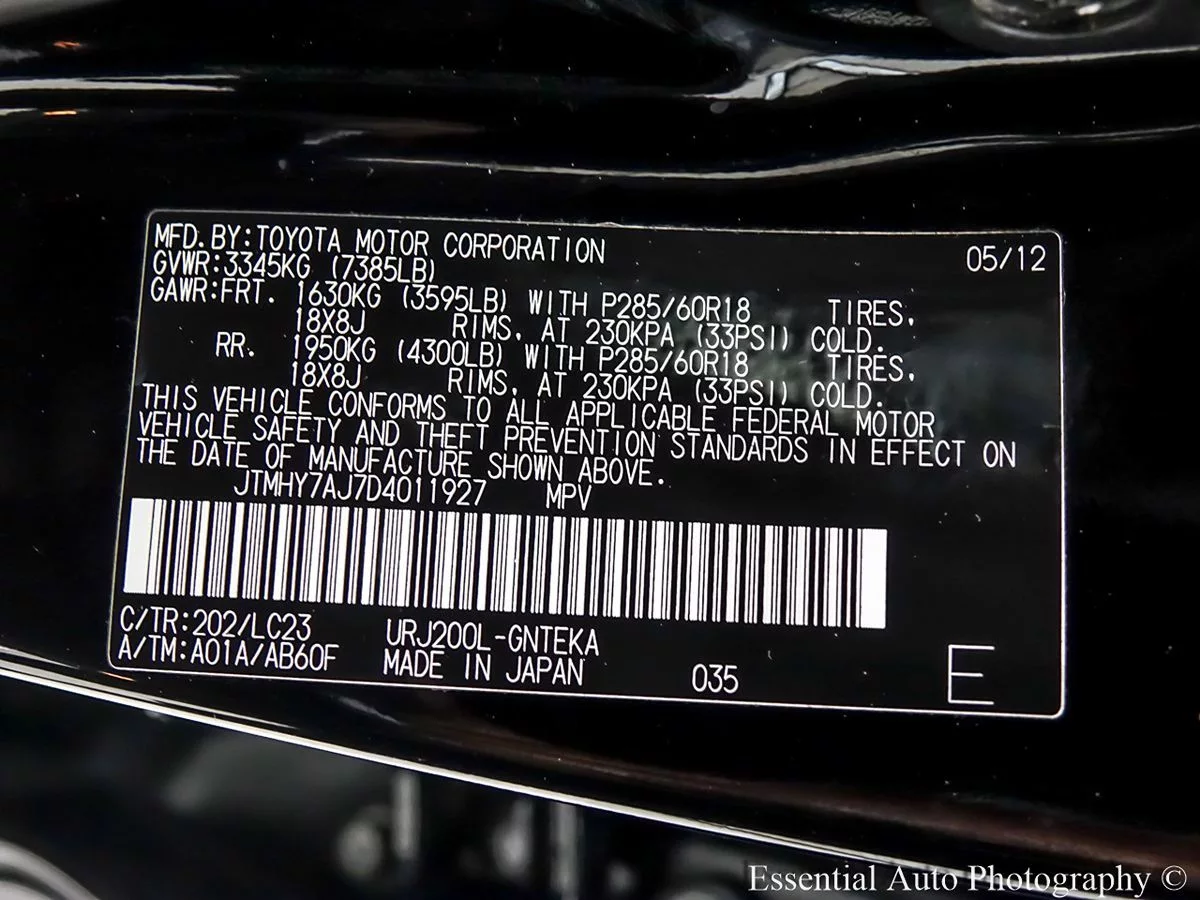 MFD. BY:TOYOTA MOTOR CORPORATION 05/12
GVWR:3345KG (7385LB)
GAWR:FRT. 1630KG (3595LB) WITH P285/60R18 TIRES,
18X8J RIMS, AT 230KPA (33PSI) COLD.
RR. 1950KG (4300LB) WITH P285/60R18 TIRES,
18X8J RIMS, AT 230KPA (33PSI) COLD.
THIS VEHICLE CONFORMS TO ALL APPLICABLE FEDERAL MOTOR
VEHICLE SAFETY AND THEFT PREVENTION STANDARDS IN EFFECT ON
THE DATE OF MANUFACTURE SHOWN ABOVE.
JTMHY7AJ7D4011927 MPV
C/TR:202/LC23 URJ200L-GNTEKA
A/TM:A01A/AB60F MADE IN JAPAN 035 E
Essential Auto Photography ©